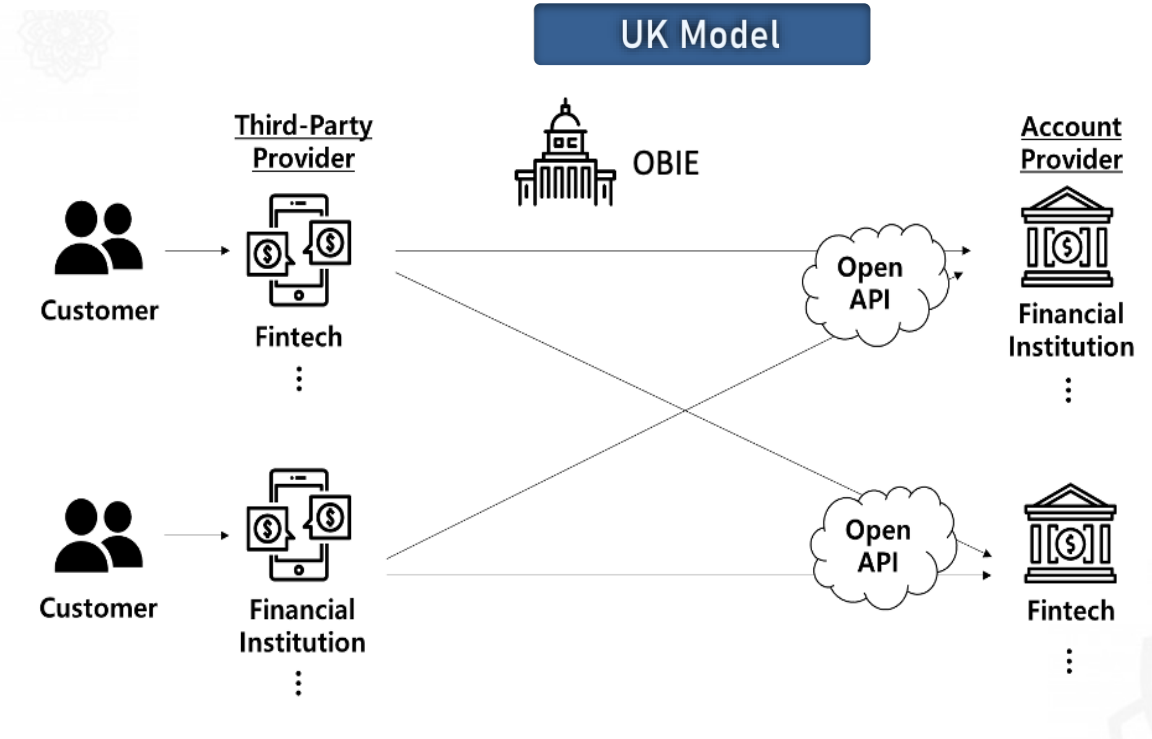 UK Model
Third-Party
Provider
OBIE
Account
Provider
Customer
Fintech
⋮
Open
API
Financial
Institution
⋮
Customer
Financial
Institution
⋮
Open
API
Fintech
⋮